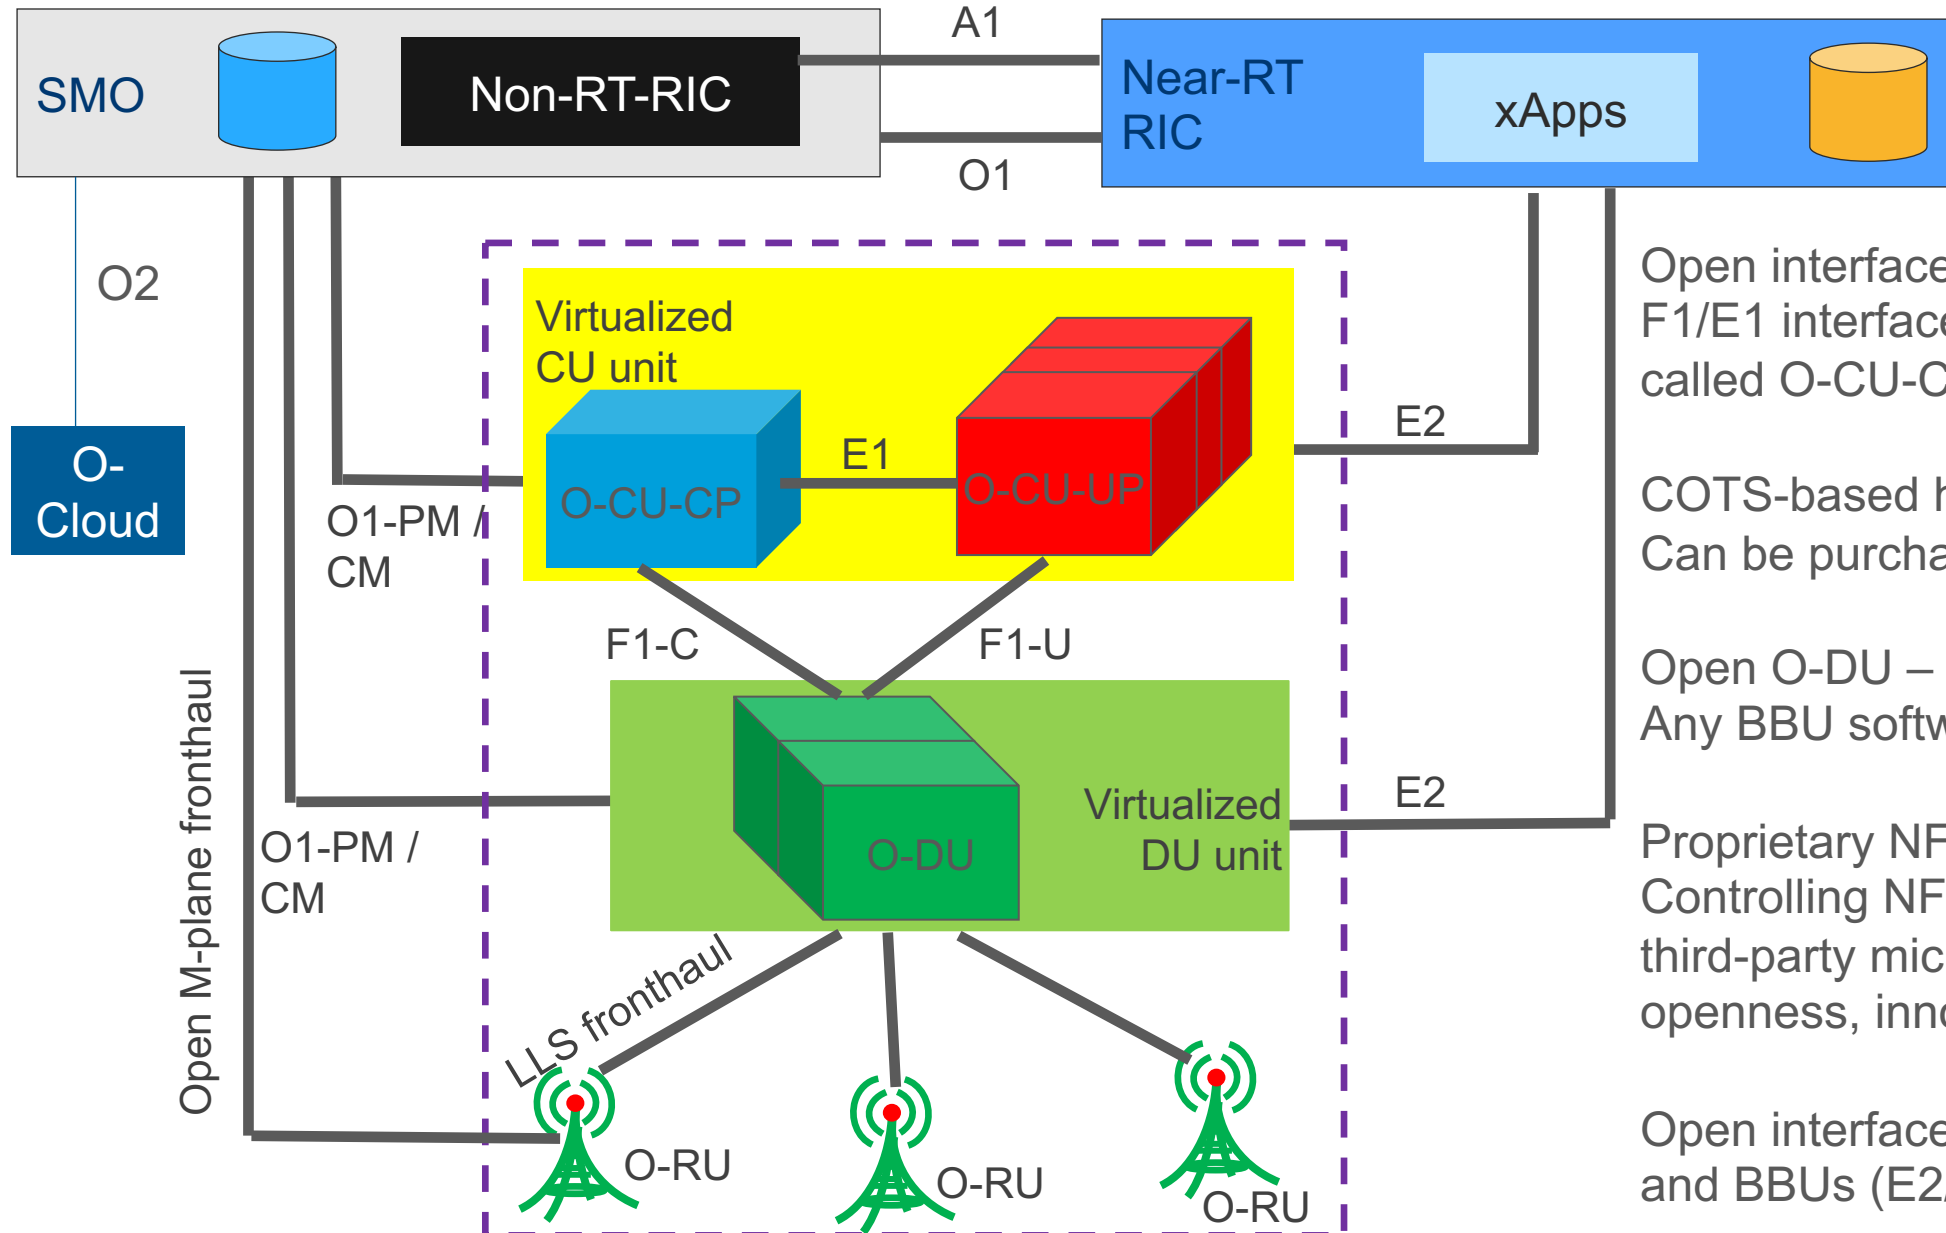 A1
SMO
Non-RT-RIC
Near-RT
RIC
xApps
O1
O2
Virtualized
CU unit
O-CU-CP
E1
O-CU-UP
E2
O-
Cloud
O1-PM /
CM
F1-C
F1-U
Open M-plane fronthaul
O1-PM /
CM
O-DU
Virtualized
DU unit
E2
LLS fronthaul
O-RU
O-RU
O-RU
Open interface
F1/E1 interface
called O-CU-C
COTS-based h
Can be purcha
Open O-DU –
Any BBU softw
Proprietary NF
Controlling NF
third-party mic
openness, inno
Open interface
and BBUs (E2/